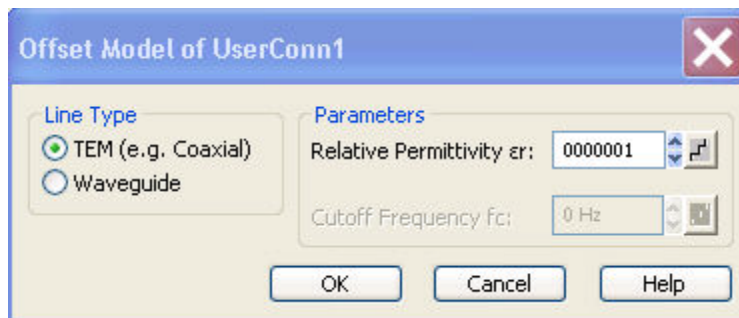 Offset Model of UserConn1
Line Type
TEM (e.g. Coaxial)
Waveguide
Parameters
Relative Permittivity εr: 0000001
Cutoff Frequency fc: 0 Hz
OK Cancel Help